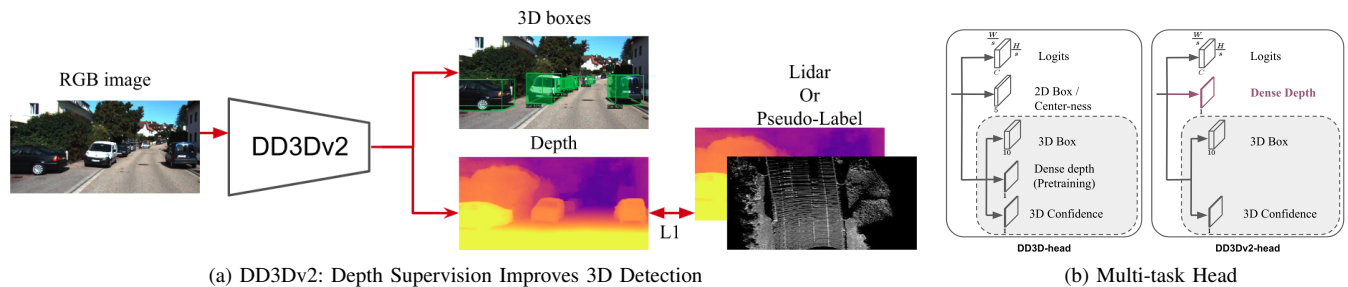 RGB image
DD3Dv2
3D boxes
Depth
L1
Lidar
Or
Pseudo-Label
(a) DD3Dv2: Depth Supervision Improves 3D Detection
W
s
H
s
C
Logits
2D Box /
Center-ness
5
3D Box
10
Dense depth
(Pretraining)
1
3D Confidence
1
DD3D-head
W
s
H
s
C
Logits
Dense Depth
1
3D Box
10
3D Confidence
1
DD3Dv2-head
(b) Multi-task Head